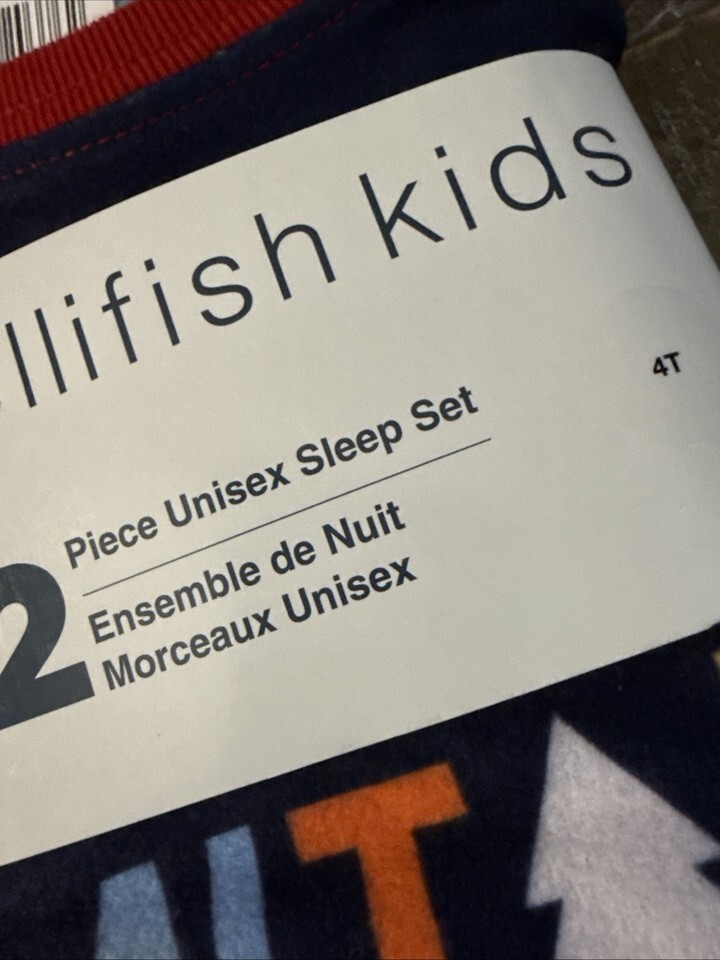 llifish kids
4T
2 Piece Unisex Sleep Set
Ensemble de Nuit
Morceaux Unisex
T